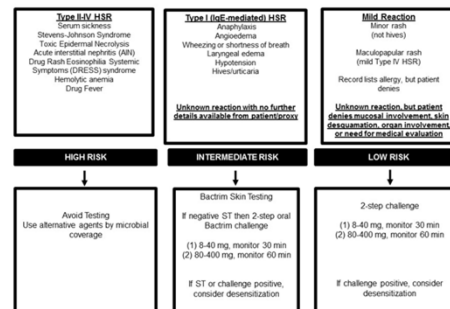 Type II-IV HSR
Serum sickness
Stevens-Johnson Syndrome
Toxic Epidermal Necrolysis
Acute interstitial nephritis (AIN)
Drug Rash Eosinophilia Systemic
Symptoms (DRESS) syndrome
Hemolytic anemia
Drug Fever
Type I (IgE-mediated) HSR
Anaphylaxis
Angioedema
Wheezing or shortness of breath
Laryngeal edema
Hypotension
Hives/urticaria
Unknown reaction with no further
details available from patient/proxy
Mild Reaction
Minor rash
(not hives)
Maculopapular rash
(mild Type IV HSR)
Record lists allergy, but patient
denies
Unknown reaction, but patient
denies mucosal involvement, skin
desquamation, organ involvement,
or need for medical evaluation
HIGH RISK
INTERMEDIATE RISK
LOW RISK
Avoid Testing
Use alternative agents by microbial
coverage
Bactrim Skin Testing
If negative ST then 2-step oral
Bactrim challenge
(1) 8-40 mg, monitor 30 min
(2) 80-400 mg, monitor 60 min
If ST or challenge positive,
consider desensitization
2-step challenge
(1) 8-40 mg, monitor 30 min
(2) 80-400 mg, monitor 60 min
If challenge positive, consider
desensitization